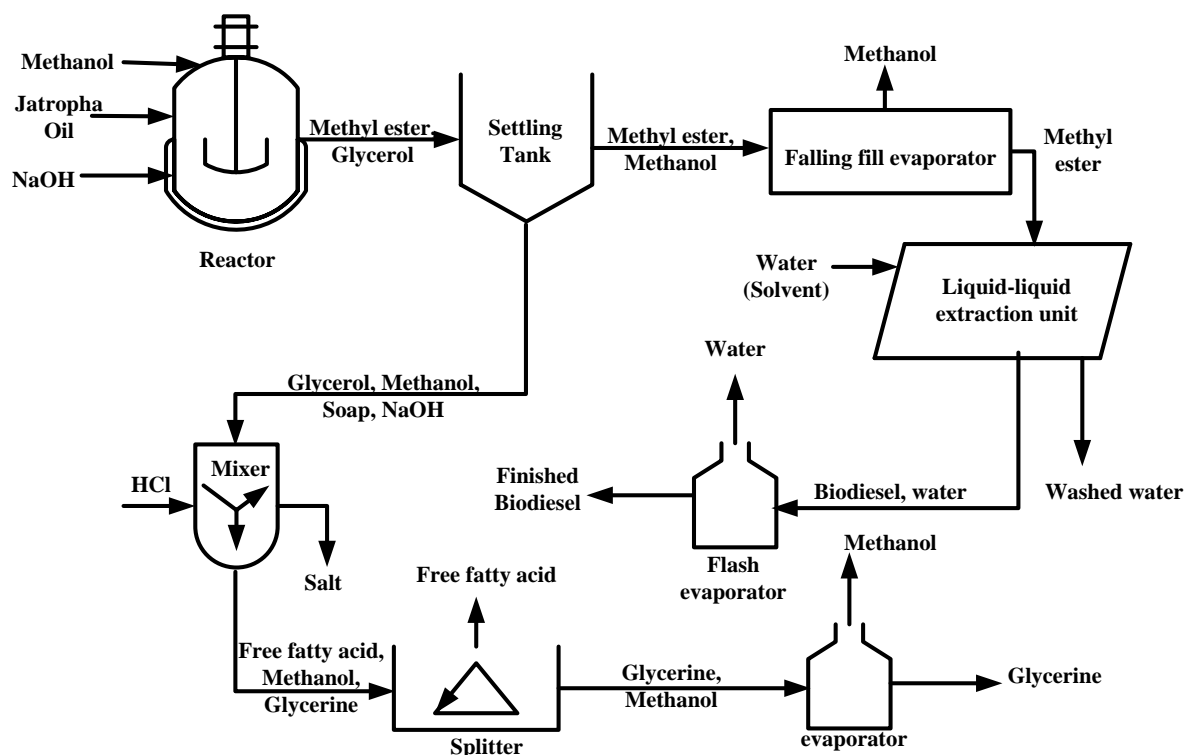 Methanol
Jatropha
Oil
NaOH
Reactor
Methyl ester,
Glycerol
Settling
Tank
Methyl ester,
Methanol
Methanol
Falling fill evaporator
Methyl
ester
Water
(Solvent)
Liquid-liquid
extraction unit
Washed water
Biodiesel, water
Water
Flash
evaporator
Finished
Biodiesel
Glycerol, Methanol,
Soap, NaOH
HCl
Mixer
Salt
Free fatty acid,
Methanol,
Glycerine
Free fatty acid
Splitter
Glycerine,
Methanol
Methanol
evaporator
Glycerine